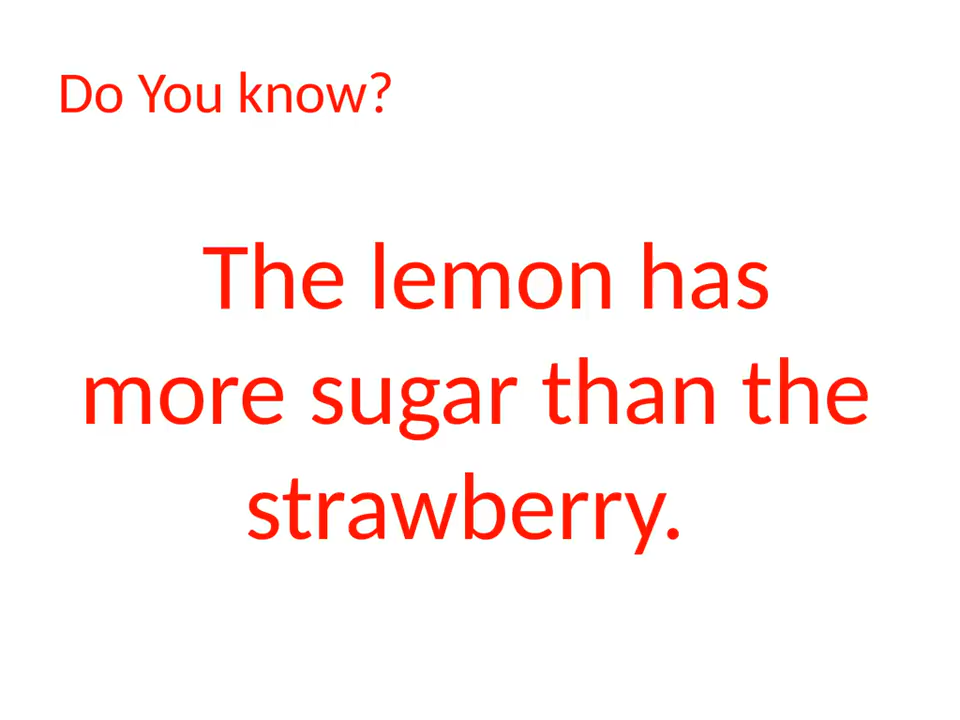 Do You know?
The lemon has
more sugar than the
strawberry.